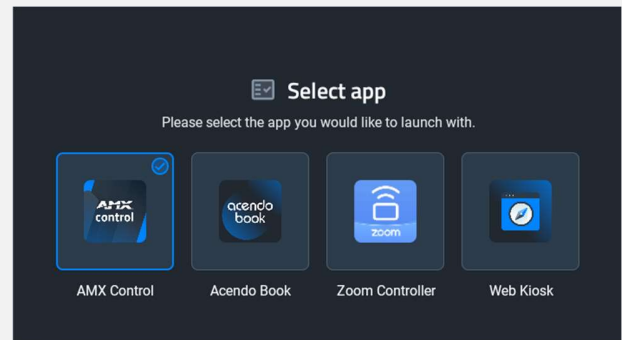 Select app
Please select the app you would like to launch with.
AMX
control
acendo
book
zoom
AMX Control
Acendo Book
Zoom Controller
Web Kiosk